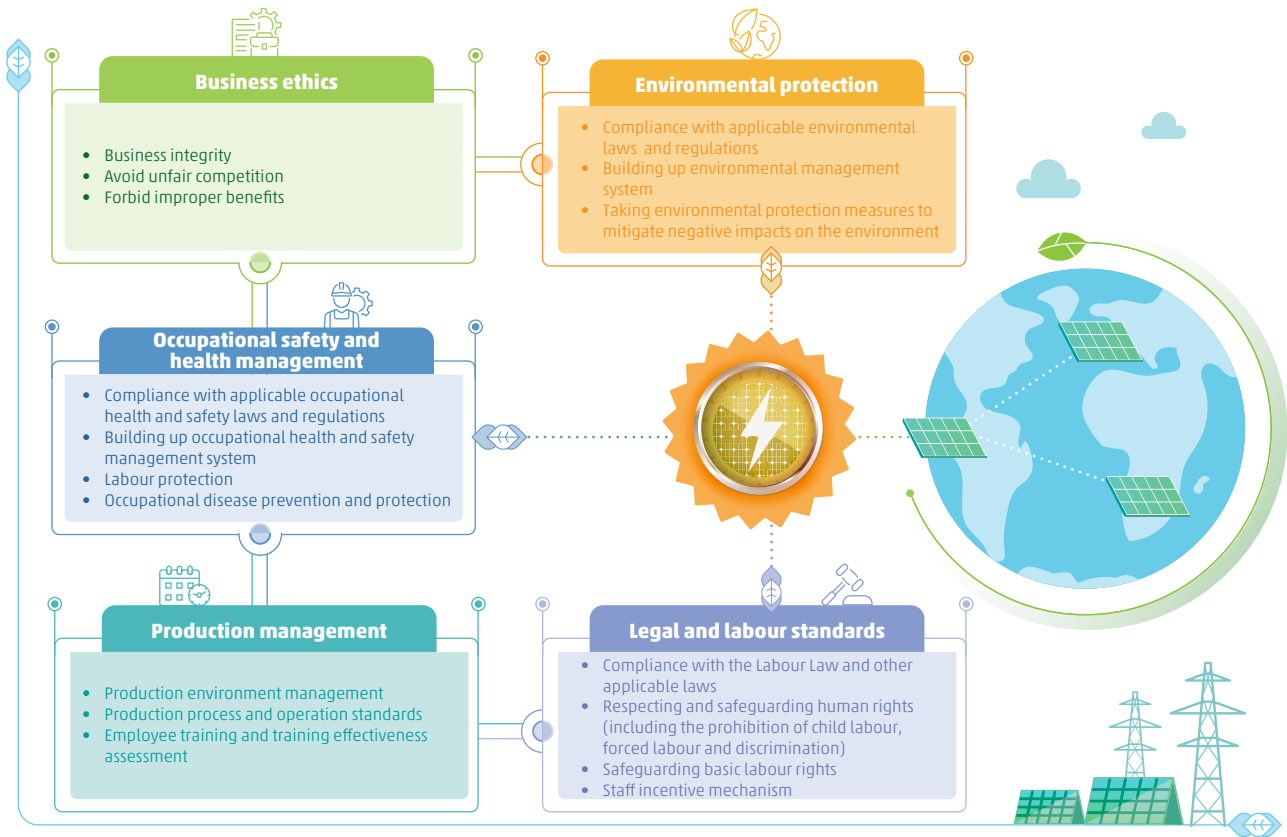 Business ethics
• Business integrity
• Avoid unfair competition
• Forbid improper benefits
Environmental protection
• Compliance with applicable environmental
laws and regulations
• Building up environmental management
system
• Taking environmental protection measures to
mitigate negative impacts on the environment
Occupational safety and
health management
• Compliance with applicable occupational
health and safety laws and regulations
• Building up occupational health and safety
management system
• Labour protection
• Occupational disease prevention and protection
Production management
• Production environment management
• Production process and operation standards
• Employee training and training effectiveness
assessment
Legal and labour standards
• Compliance with the Labour Law and other
applicable laws
• Respecting and safeguarding human rights
(including the prohibition of child labour,
forced labour and discrimination)
• Safeguarding basic labour rights
• Staff incentive mechanism